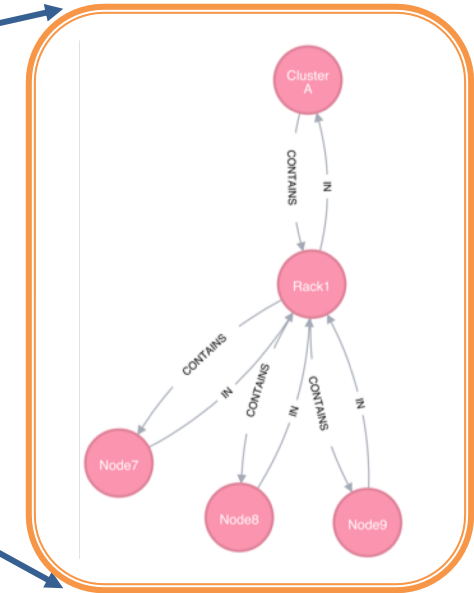 Cluster
A
CONTAINS
IN
Rack1
CONTAINS
IN
CONTAINS
IN
CONTAINS
IN
Node7
Node8
Node9